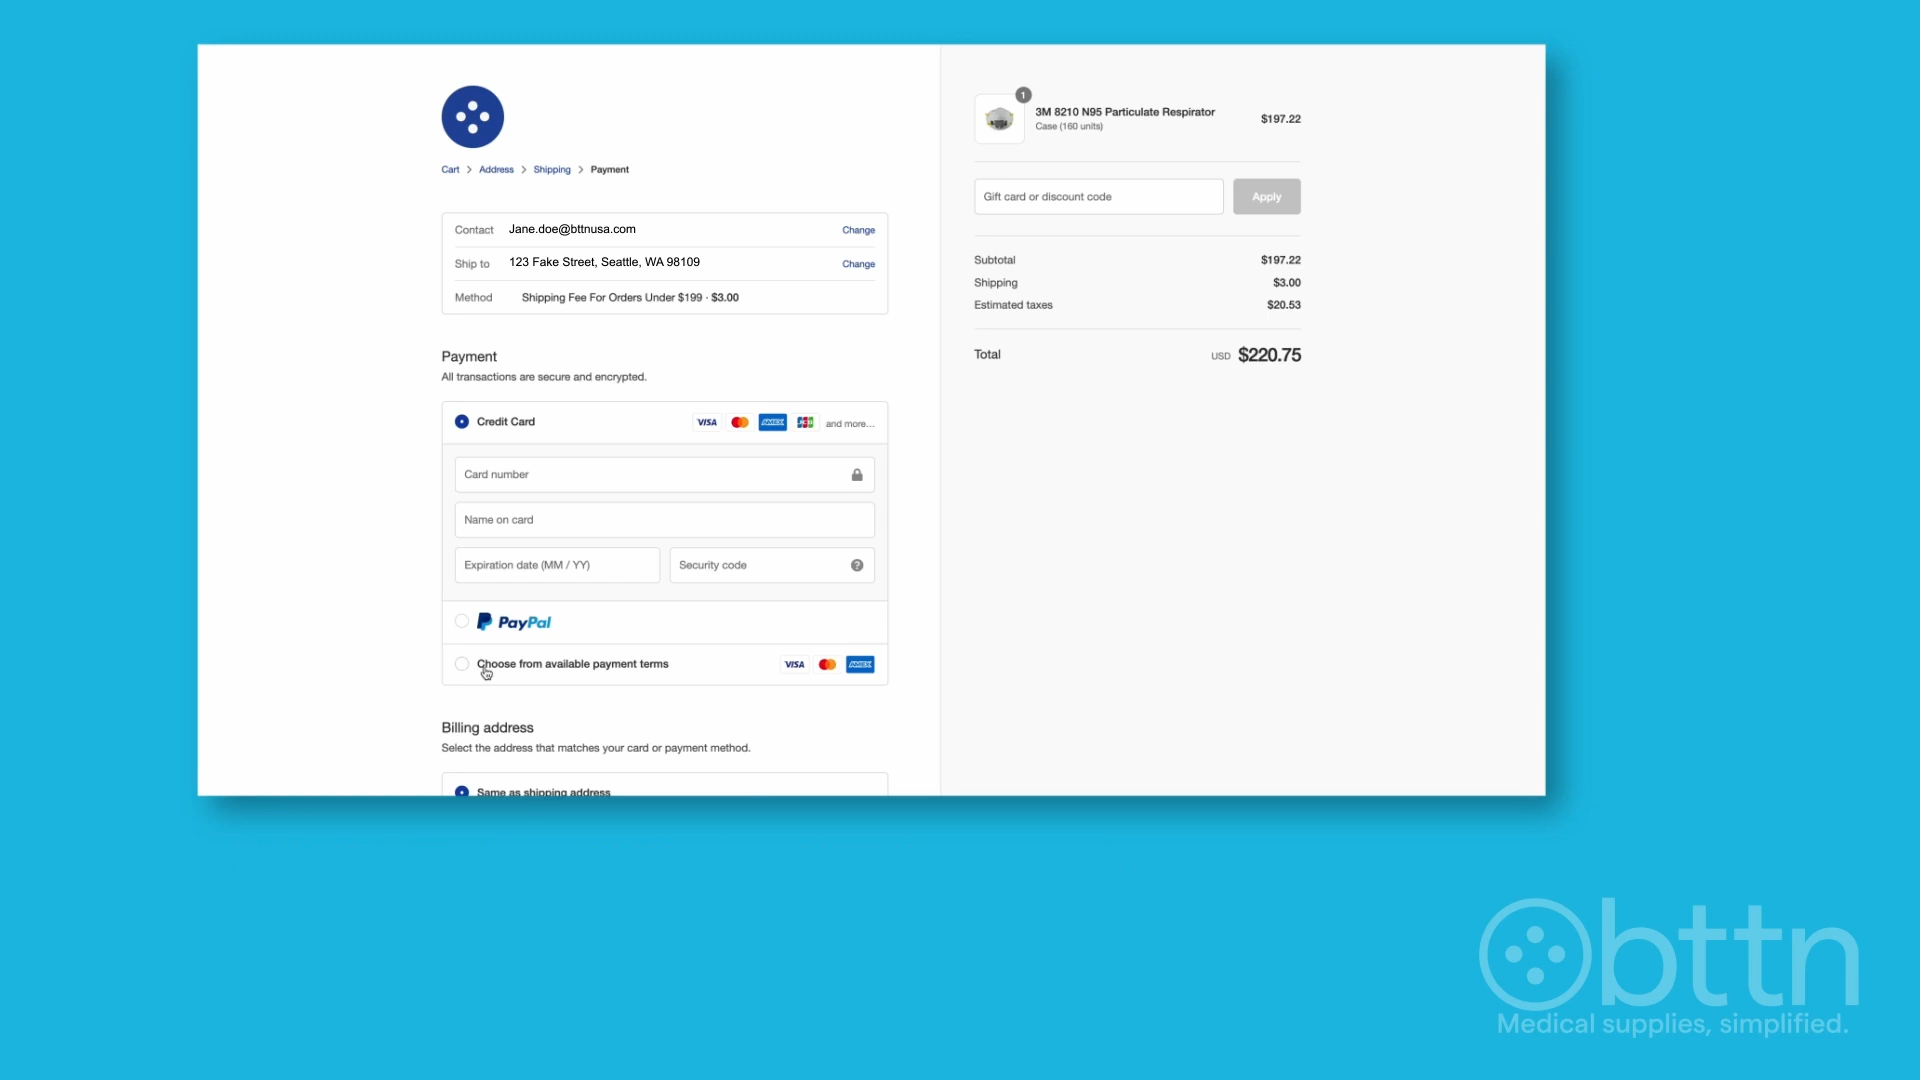 Cart > Address > Shipping > Payment
Contact Jane.doe@bttnusa.com Change
Ship to 123 Fake Street, Seattle, WA 98109 Change
Method Shipping Fee For Orders Under $199 · $3.00
Payment
All transactions are secure and encrypted.
Credit Card VISA AMEX JCB and more...
Card number
Name on card
Expiration date (MM / YY) Security code ?
PayPal
Choose from available payment terms VISA AMEX
Billing address
Select the address that matches your card or payment method.
Same as shipping address
1
3M 8210 N95 Particulate Respirator $197.22
Case (160 units)
Gift card or discount code Apply
Subtotal $197.22
Shipping $3.00
Estimated taxes $20.53
Total USD $220.75
bttn
Medical supplies, simplified.